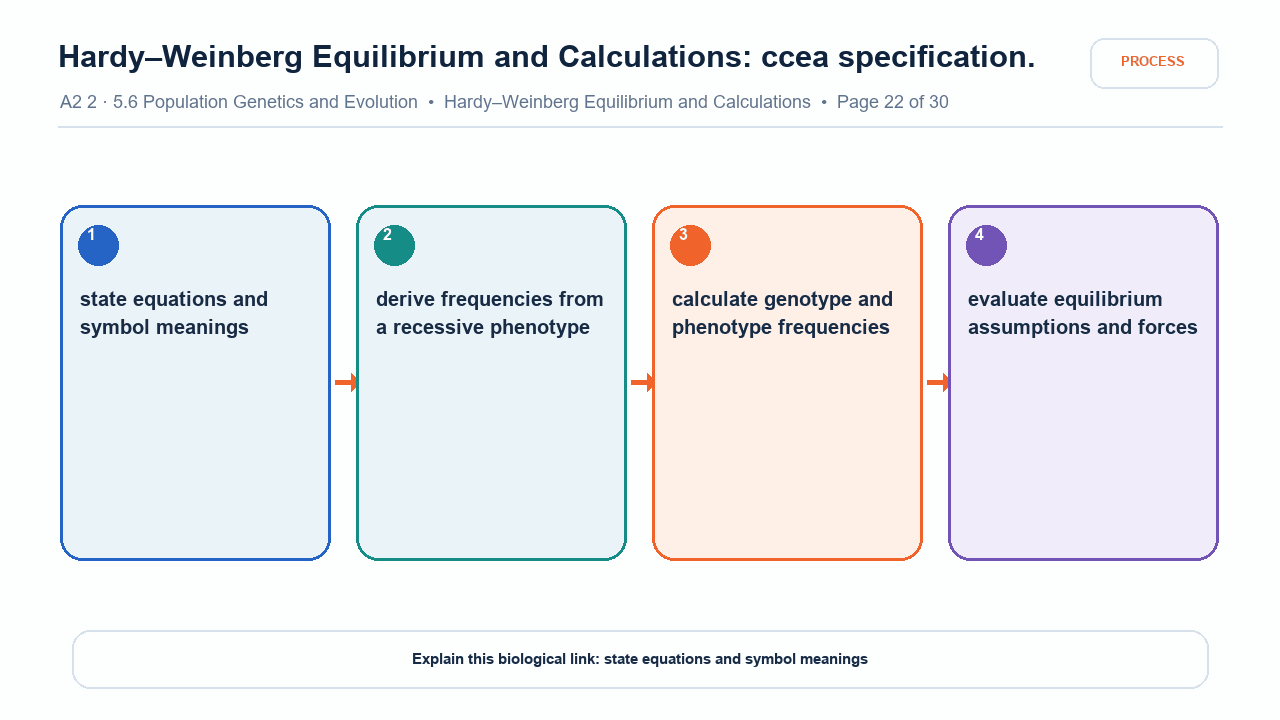 Hardy–Weinberg Equilibrium and Calculations: ccea specification.
PROCESS
A2 2 · 5.6 Population Genetics and Evolution • Hardy–Weinberg Equilibrium and Calculations • Page 22 of 30
1
state equations and
symbol meanings
2
derive frequencies from
a recessive phenotype
3
calculate genotype and
phenotype frequencies
4
evaluate equilibrium
assumptions and forces
Explain this biological link: state equations and symbol meanings